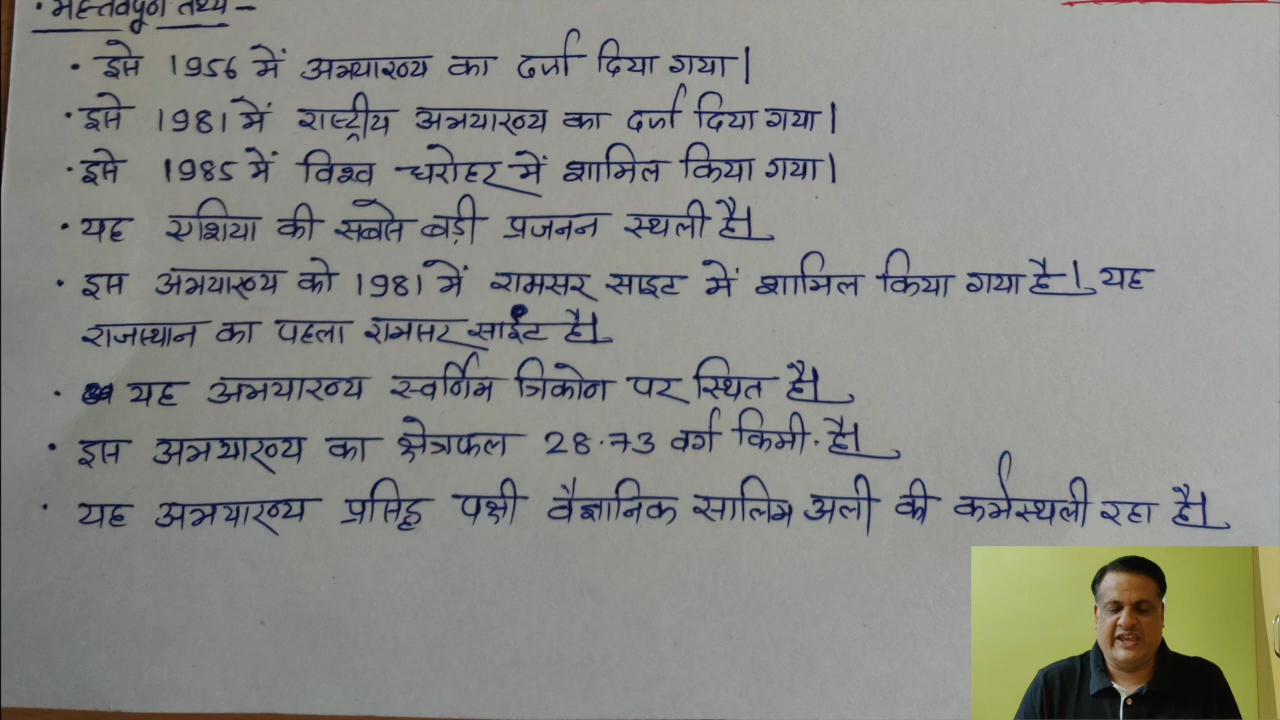 · महत्तवपूर्ण तथ्य –
· इसे 1956 में अभयारण्य का दर्जा दिया गया।
· इसे 1981 में राष्ट्रीय अभयारण्य का दर्जा दिया गया।
· इसे 1985 में विश्व धरोहर में शामिल किया गया।
· यह एशिया की सबसे बड़ी प्रजनन स्थली है।
· इस अभयारण्य को 1981 में रामसर साइट में शामिल किया गया है। यह
राजस्थान का पहला रामसर साईट है।
· यह अभयारण्य स्वर्णिम त्रिकोन पर स्थित है।
· इस अभयारण्य का क्षेत्रफल 28.73 वर्ग किमी. है।
· यह अभयारण्य प्रसिद्ध पक्षी वैज्ञानिक सालिम अली की कर्मस्थली रहा है।